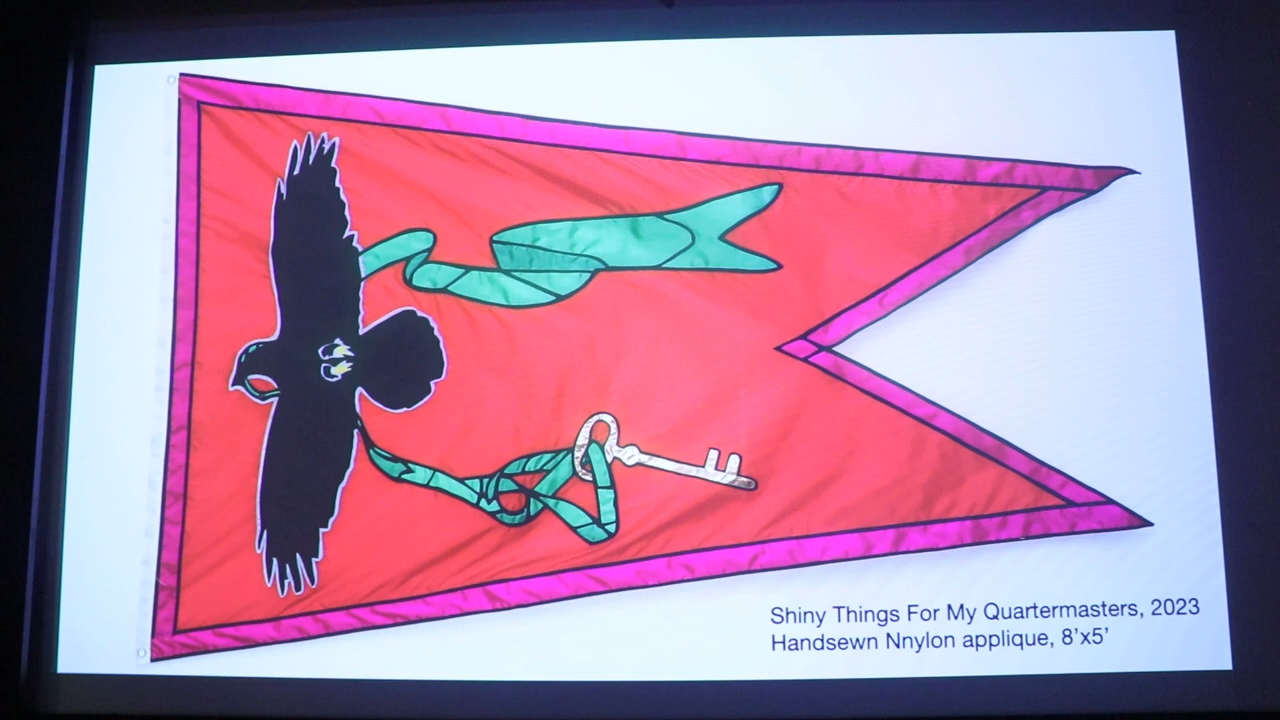 Shiny Things For My Quartermasters, 2023
Handsewn Nnylon applique, 8'x5'